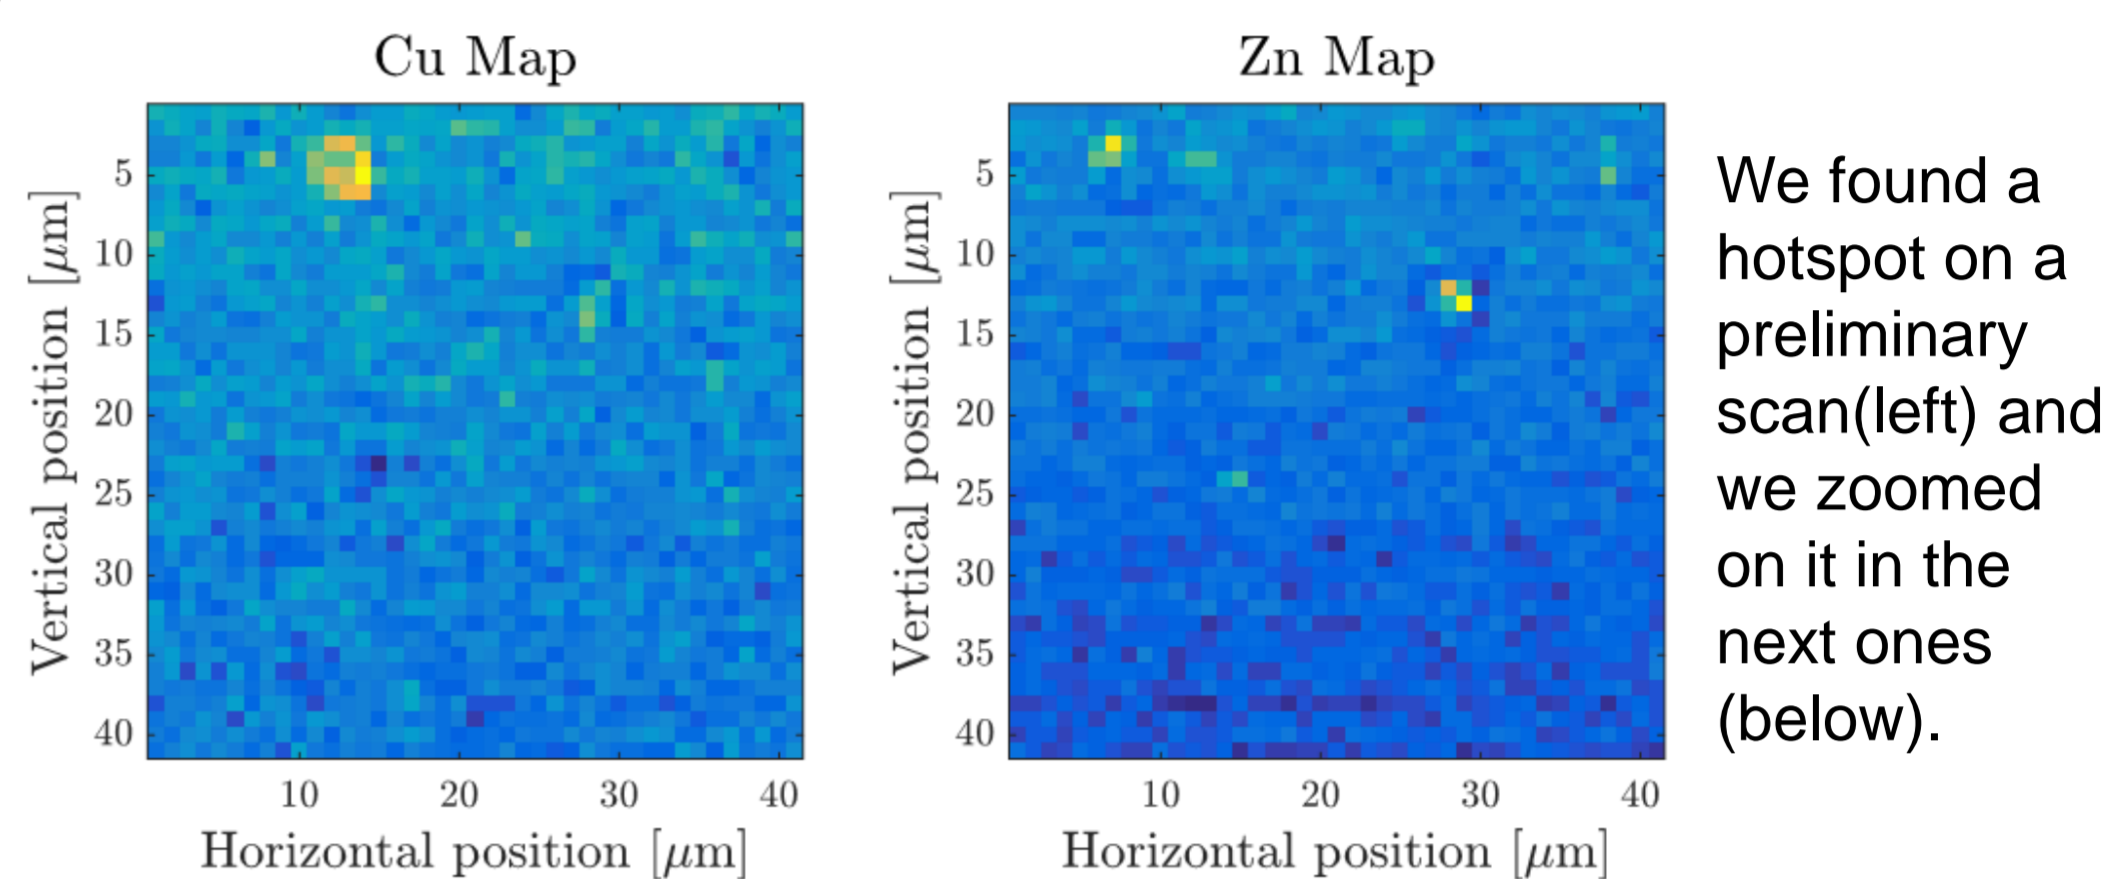 Cu Map
Vertical position [μm]
5
10
15
20
25
30
35
40
10 20 30 40
Horizontal position [μm]
Zn Map
Vertical position [μm]
5
10
15
20
25
30
35
40
10 20 30 40
Horizontal position [μm]
We found a
hotspot on a
preliminary
scan(left) and
we zoomed
on it in the
next ones
(below).